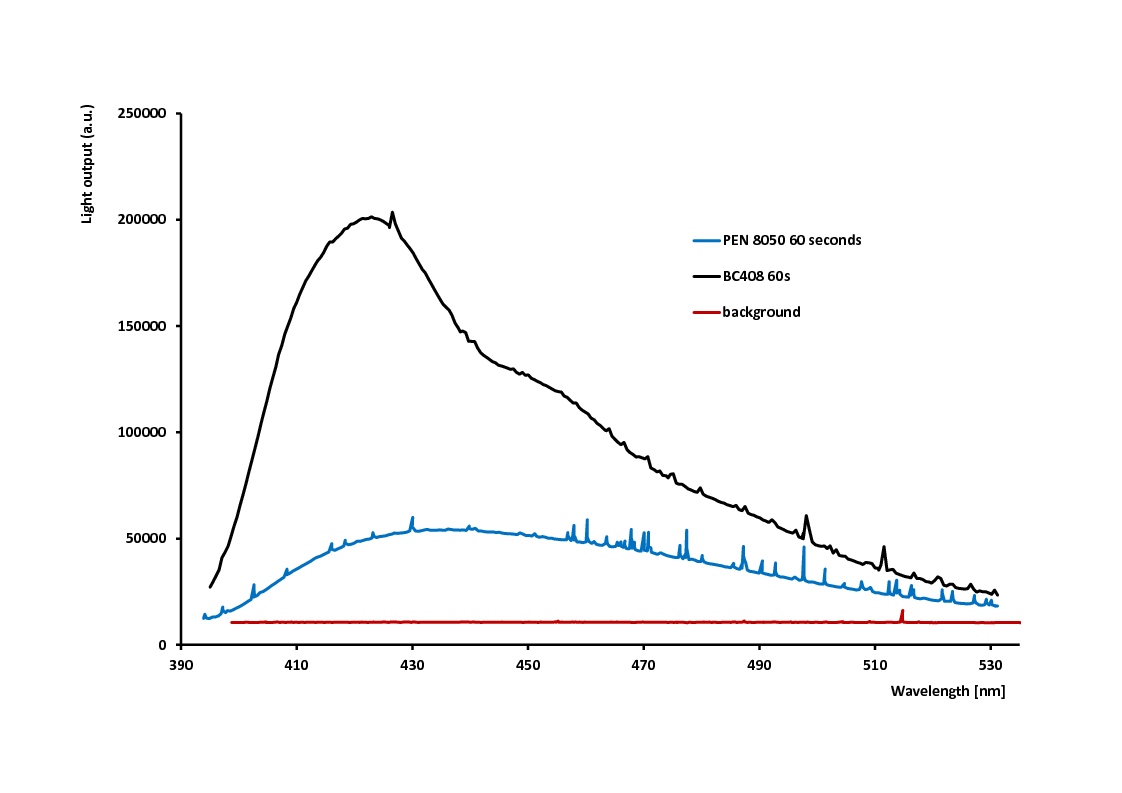 Light output (a.u.)
250000
200000
150000
100000
50000
0
PEN 8050 60 seconds
BC408 60s
background
390 410 430 450 470 490 510 530
Wavelength [nm]